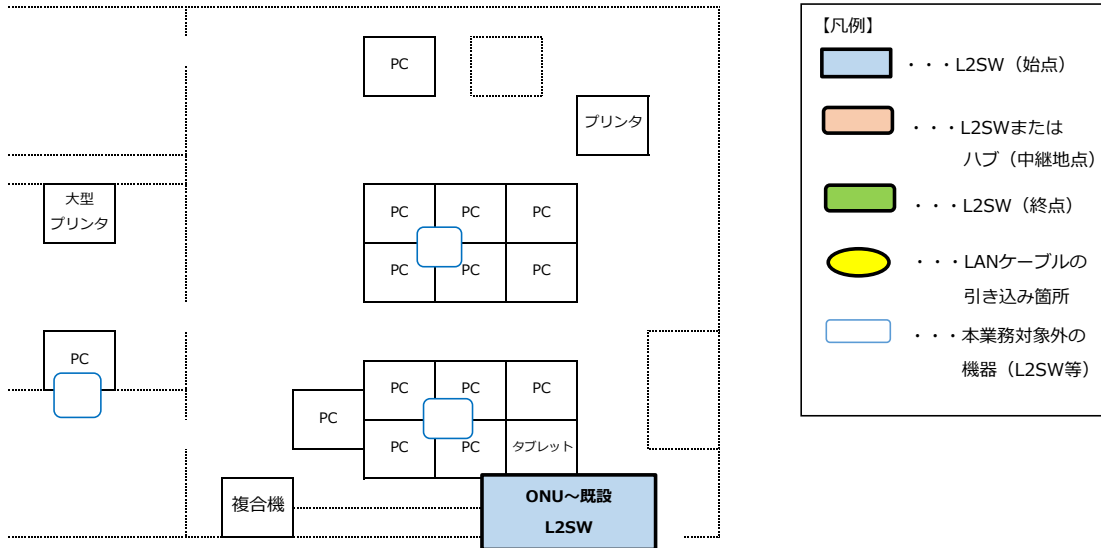 PC
プリンタ
大型
プリンタ
PC PC PC
PC PC PC
PC
PC PC PC
PC
PC PC タブレット
複合機
ONU～既設
L2SW
【凡例】
・・・L2SW（始点）
・・・L2SWまたは
ハブ（中継地点）
・・・L2SW（終点）
・・・LANケーブルの
引き込み箇所
・・・本業務対象外の
機器（L2SW等）